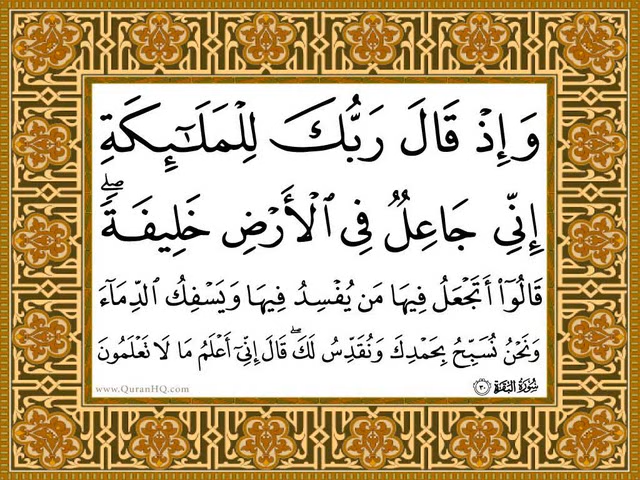 وَإِذۡ قَالَ رَبُّكَ لِلۡمَلَٰٓئِكَةِ
إِنِّي جَاعِلٞ فِي ٱلۡأَرۡضِ خَلِيفَةٗۖ
قَالُوٓاْ أَتَجۡعَلُ فِيهَا مَن يُفۡسِدُ فِيهَا وَيَسۡفِكُ ٱلدِّمَآءَ
وَنَحۡنُ نُسَبِّحُ بِحَمۡدِكَ وَنُقَدِّسُ لَكَۖ قَالَ إِنِّيٓ أَعۡلَمُ مَا لَا تَعۡلَمُونَ
سُورَةُ البَقَرَة ٣٠
www.QuranHQ.com